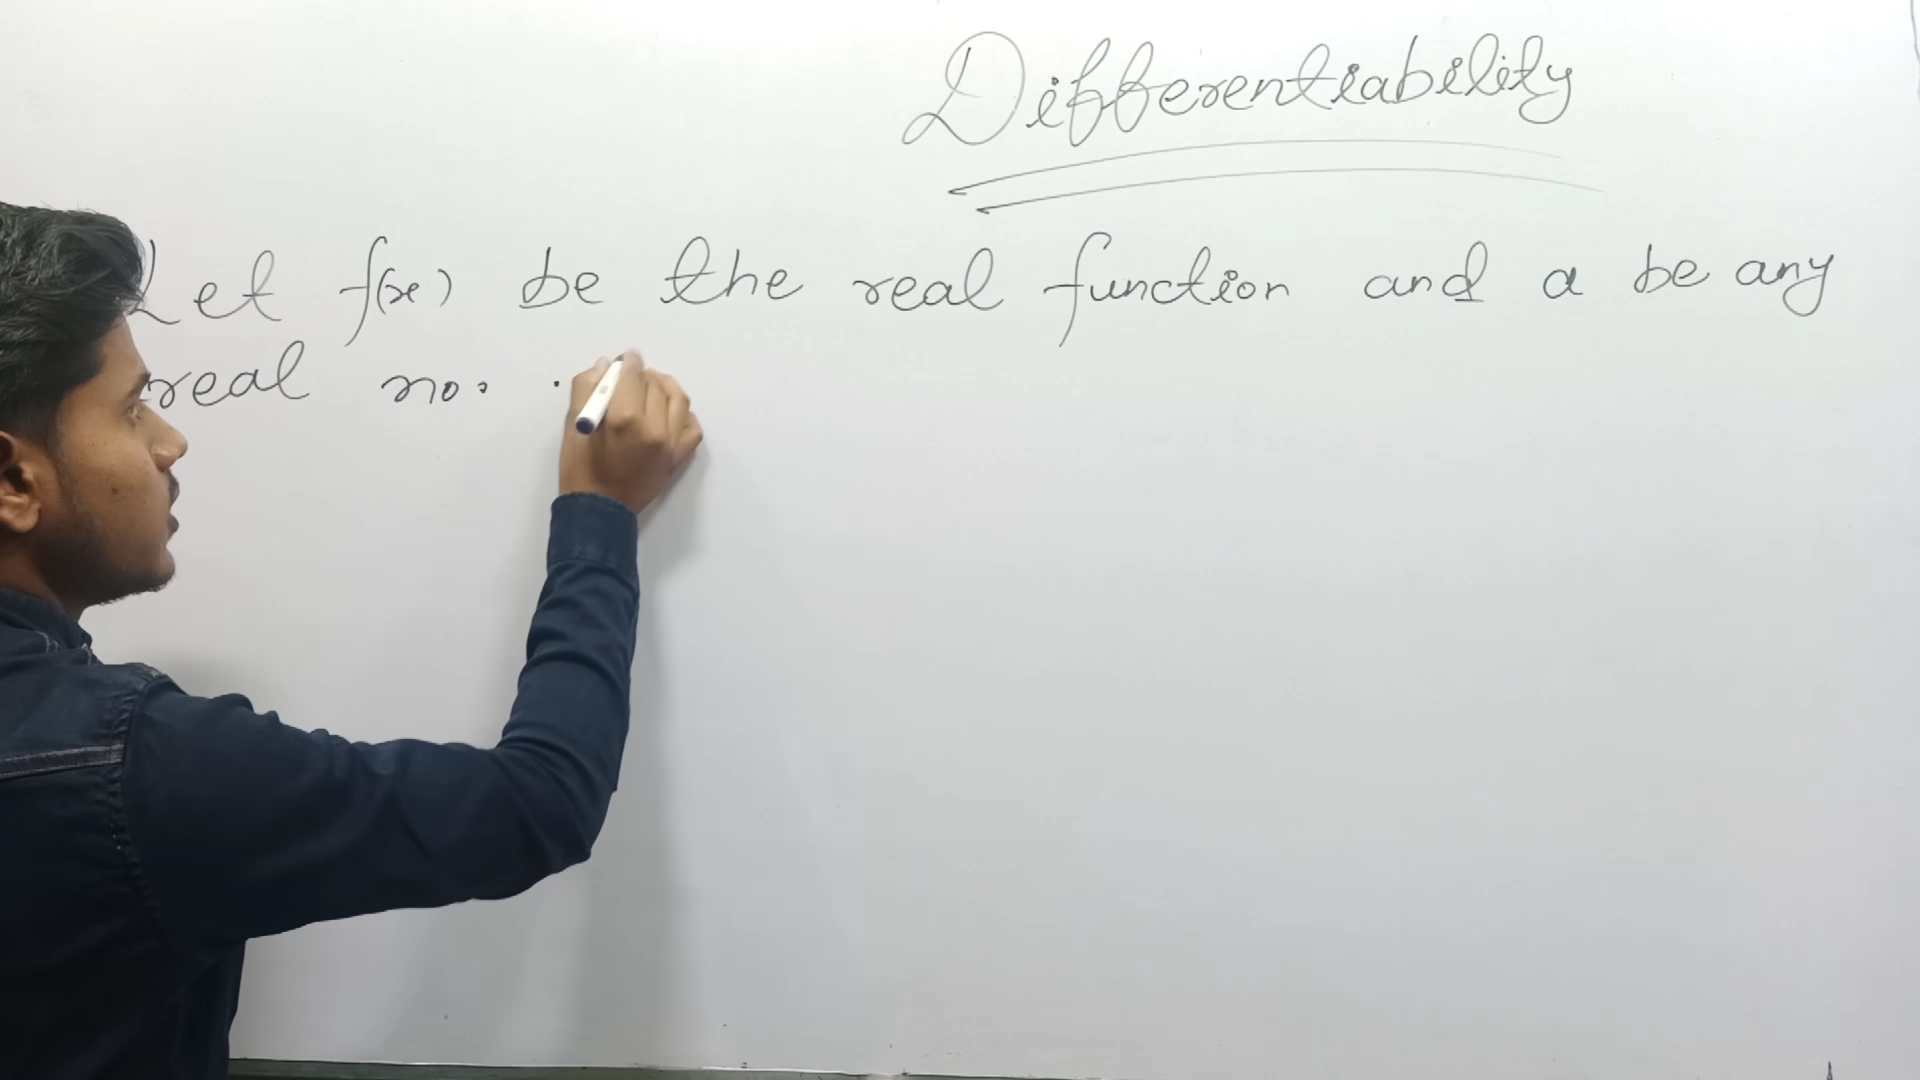 Differentiability
Let f(x) be the real function and a be any
real no. .